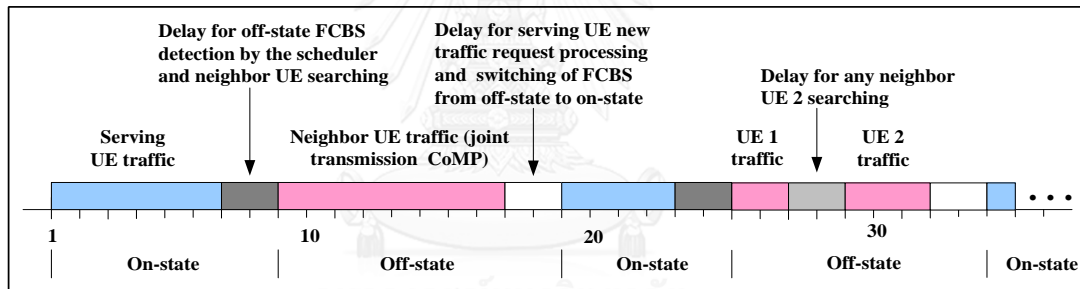 Delay for off-state FCBS
detection by the scheduler
and neighbor UE searching
Delay for serving UE new
traffic request processing
and switching of FCBS
from off-state to on-state
Delay for any neighbor
UE 2 searching
Serving
UE traffic
Neighbor UE traffic (joint
transmission CoMP)
UE 1
traffic
UE 2
traffic
1
10
20
30
On-state
Off-state
On-state
Off-state
On-state